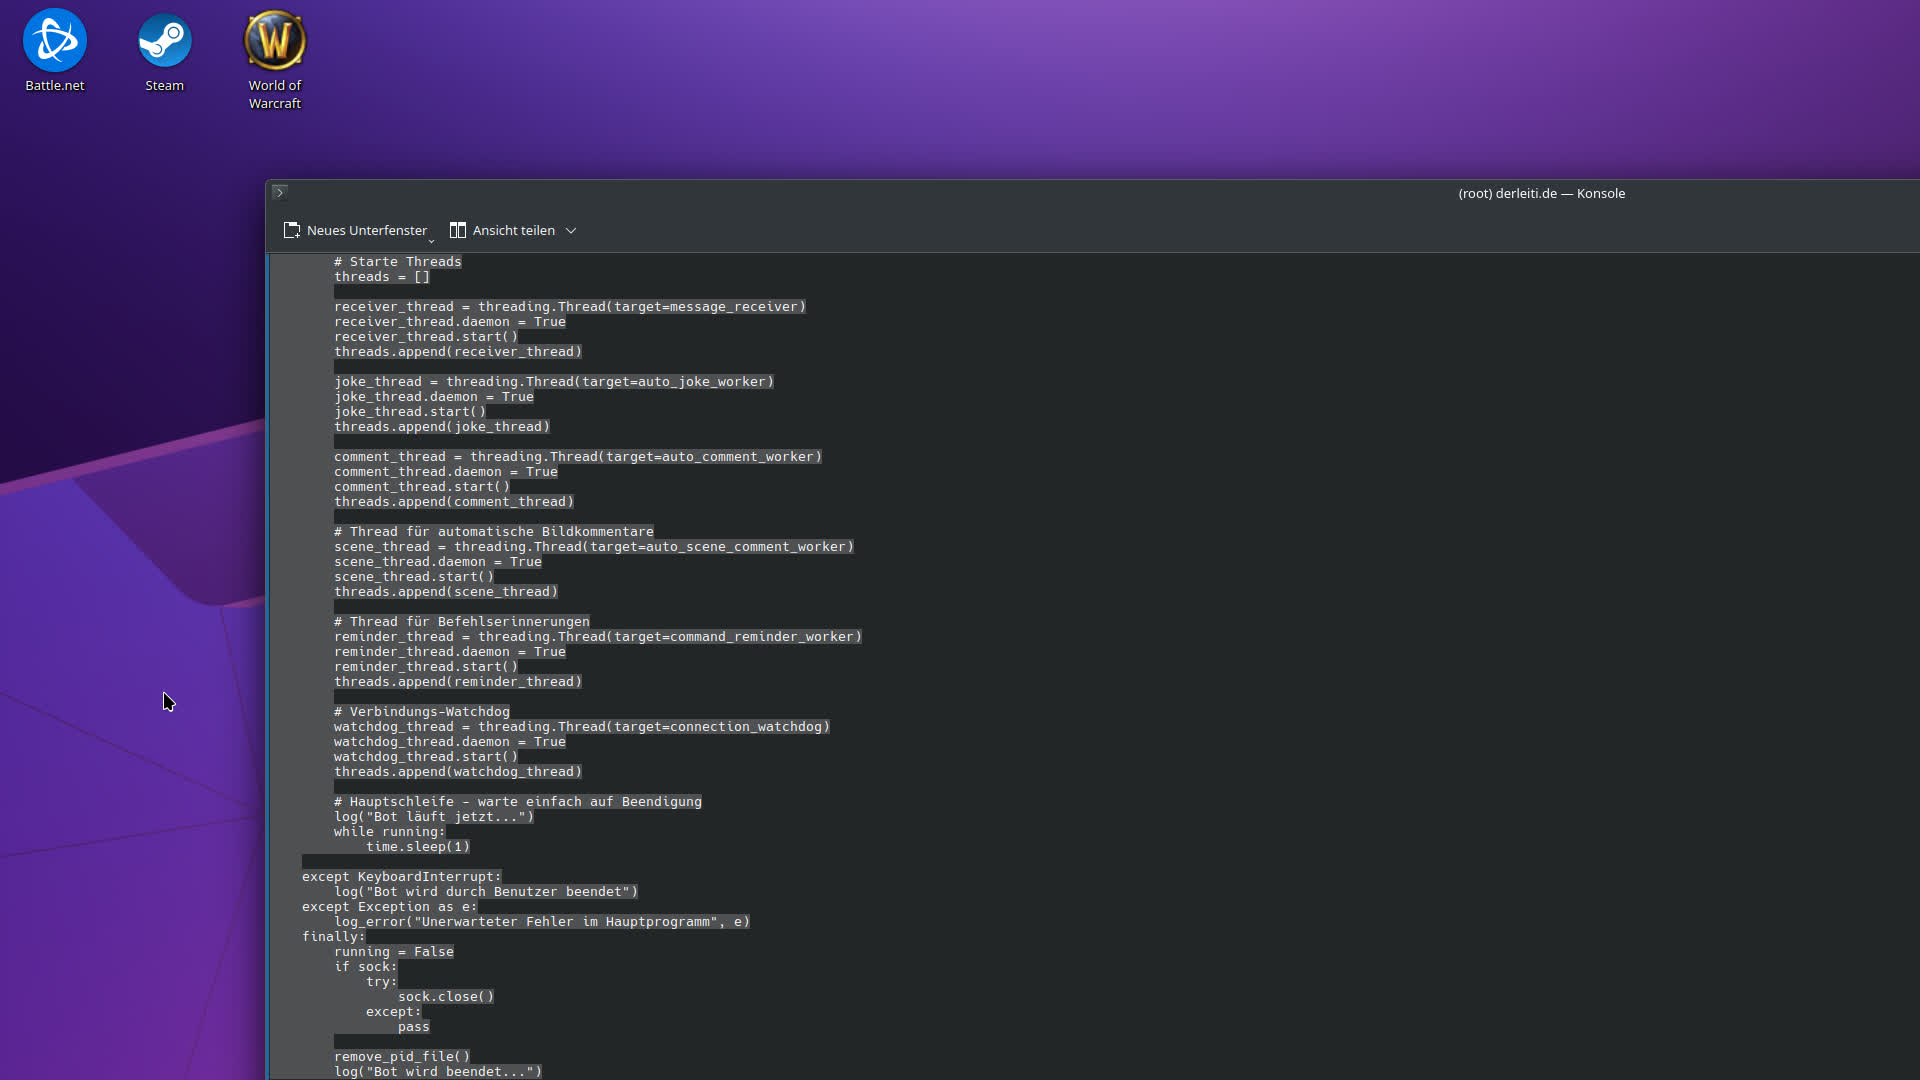 Battle.net
Steam
World of
Warcraft
(root) derleiti.de — Konsole
Neues Unterfenster
Ansicht teilen
# Starte Threads
threads = []
receiver_thread = threading.Thread(target=message_receiver)
receiver_thread.daemon = True
receiver_thread.start()
threads.append(receiver_thread)
joke_thread = threading.Thread(target=auto_joke_worker)
joke_thread.daemon = True
joke_thread.start()
threads.append(joke_thread)
comment_thread = threading.Thread(target=auto_comment_worker)
comment_thread.daemon = True
comment_thread.start()
threads.append(comment_thread)
# Thread für automatische Bildkommentare
scene_thread = threading.Thread(target=auto_scene_comment_worker)
scene_thread.daemon = True
scene_thread.start()
threads.append(scene_thread)
# Thread für Befehlserinnerungen
reminder_thread = threading.Thread(target=command_reminder_worker)
reminder_thread.daemon = True
reminder_thread.start()
threads.append(reminder_thread)
# Verbindungs-Watchdog
watchdog_thread = threading.Thread(target=connection_watchdog)
watchdog_thread.daemon = True
watchdog_thread.start()
threads.append(watchdog_thread)
# Hauptschleife - warte einfach auf Beendigung
log("Bot läuft jetzt...")
while running:
time.sleep(1)
except KeyboardInterrupt:
log("Bot wird durch Benutzer beendet")
except Exception as e:
log_error("Unerwarteter Fehler im Hauptprogramm", e)
finally:
running = False
if sock:
try:
sock.close()
except:
pass
remove_pid_file()
log("Bot wird beendet...")